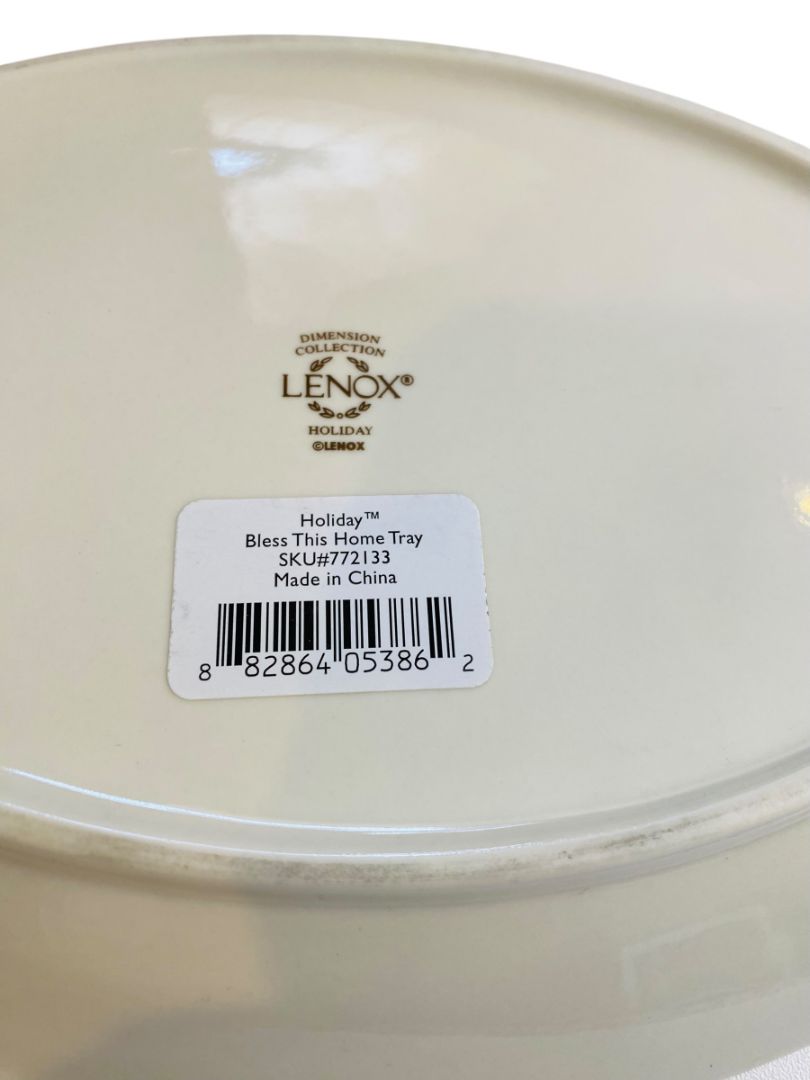 DIMENSION
COLLECTION
LENOX®
HOLIDAY
©LENOX
Holiday™
Bless This Home Tray
SKU#772133
Made in China
8 82864 05386 2